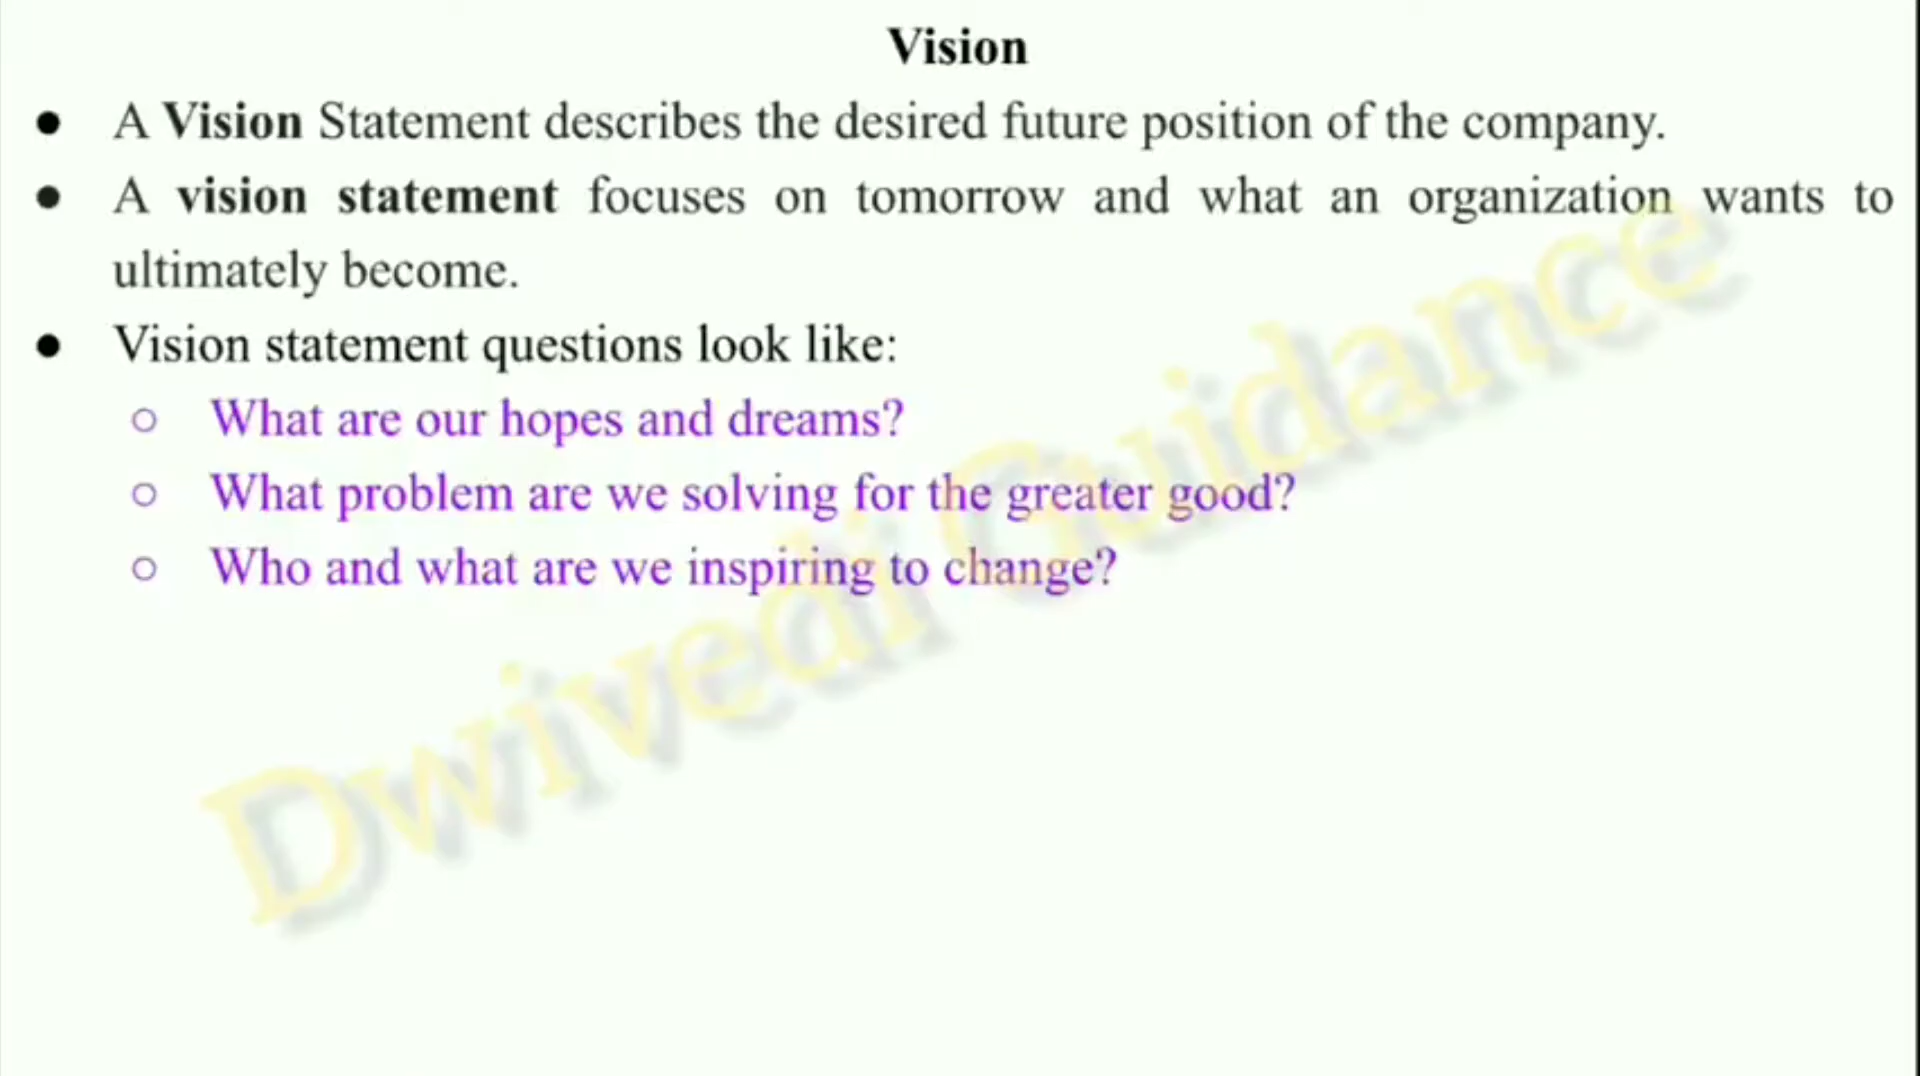 Vision
● A Vision Statement describes the desired future position of the company.
● A vision statement focuses on tomorrow and what an organization wants to
ultimately become.
● Vision statement questions look like:
○ What are our hopes and dreams?
○ What problem are we solving for the greater good?
○ Who and what are we inspiring to change?
Dwivedi Guidance